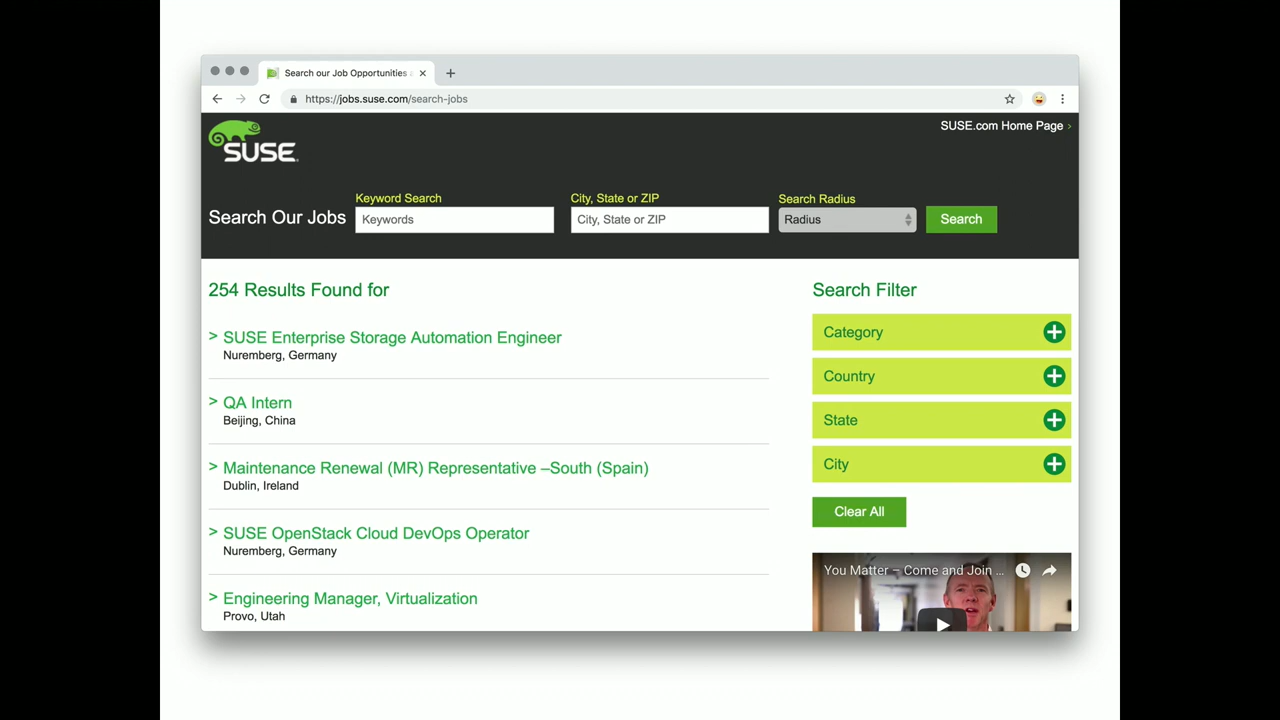 Search our Job Opportunities a
https://jobs.suse.com/search-jobs
SUSE.com Home Page ›
SUSE
Keyword Search
City, State or ZIP
Search Radius
Search Our Jobs
Keywords
City, State or ZIP
Radius
Search
254 Results Found for
Search Filter
> SUSE Enterprise Storage Automation Engineer
Nuremberg, Germany
> QA Intern
Beijing, China
> Maintenance Renewal (MR) Representative –South (Spain)
Dublin, Ireland
> SUSE OpenStack Cloud DevOps Operator
Nuremberg, Germany
> Engineering Manager, Virtualization
Provo, Utah
Category
Country
State
City
Clear All
You Matter – Come and Join ...